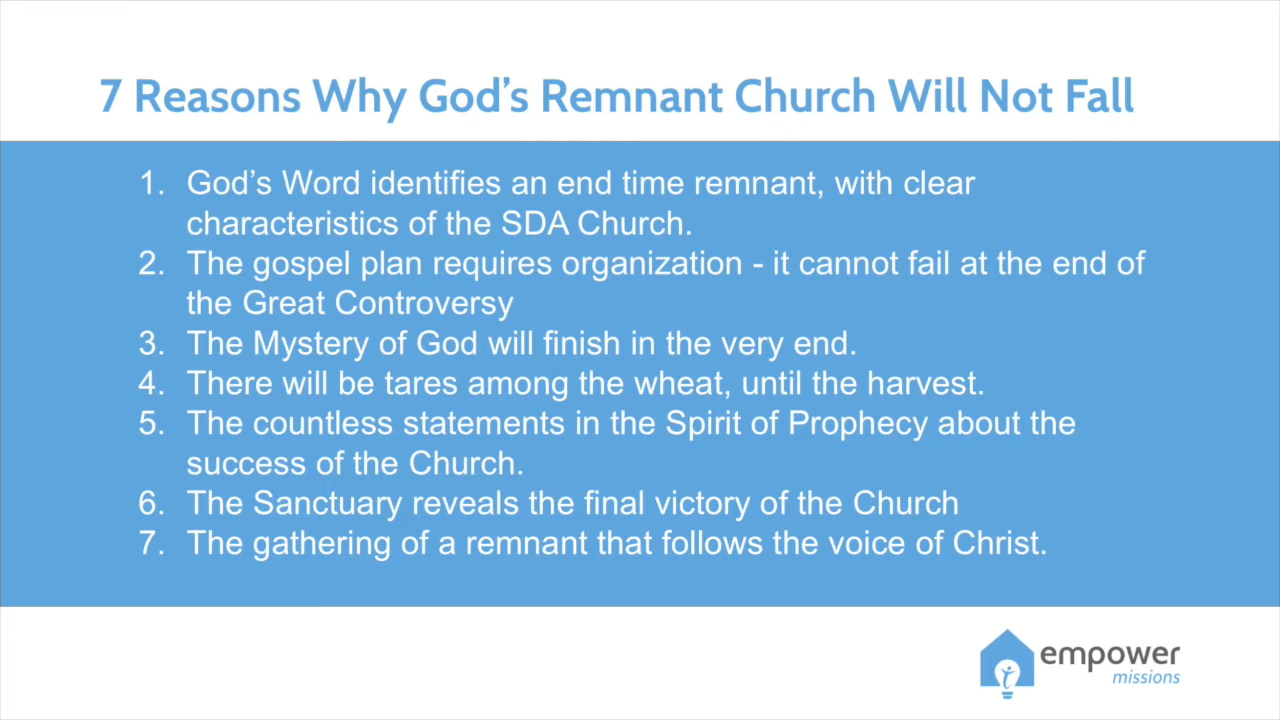 7 Reasons Why God’s Remnant Church Will Not Fall
1. God’s Word identifies an end time remnant, with clear
characteristics of the SDA Church.
2. The gospel plan requires organization - it cannot fail at the end of
the Great Controversy
3. The Mystery of God will finish in the very end.
4. There will be tares among the wheat, until the harvest.
5. The countless statements in the Spirit of Prophecy about the
success of the Church.
6. The Sanctuary reveals the final victory of the Church
7. The gathering of a remnant that follows the voice of Christ.
empower
missions